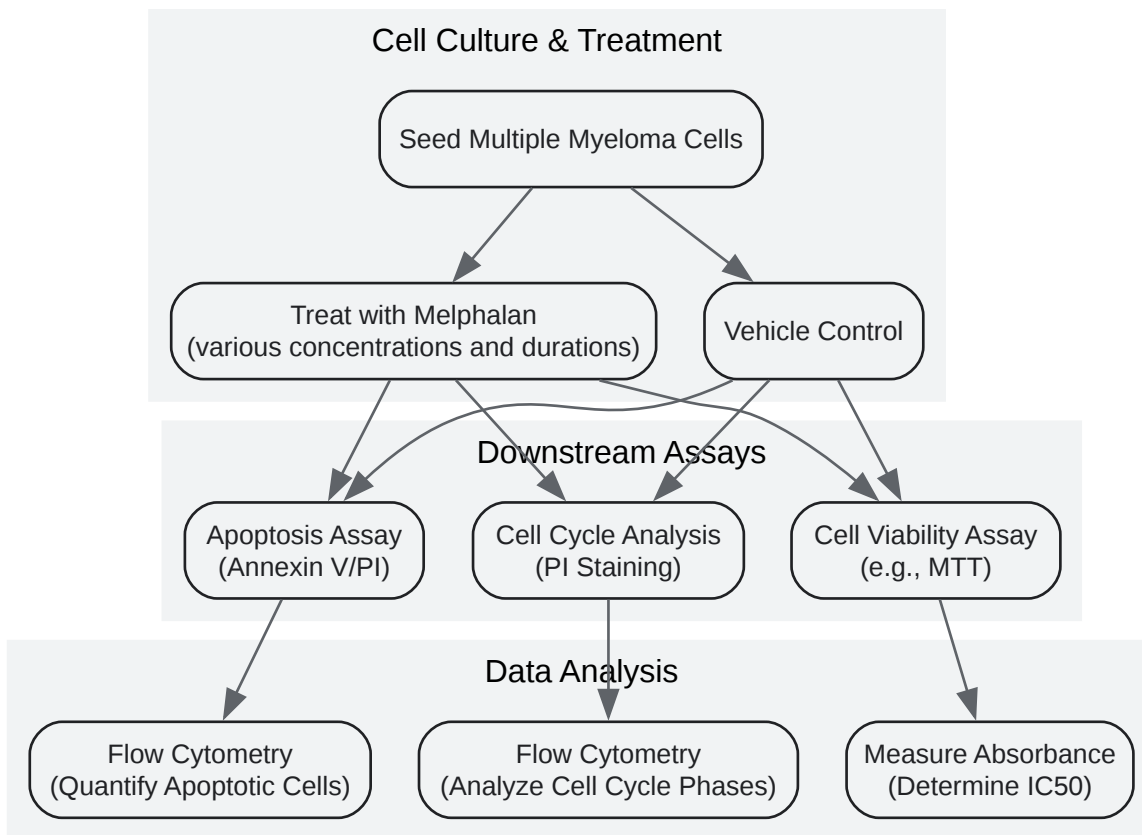 Cell Culture & Treatment
Seed Multiple Myeloma Cells
Treat with Melphalan
(various concentrations and durations)
Vehicle Control
Downstream Assays
Apoptosis Assay
(Annexin V/PI)
Cell Cycle Analysis
(PI Staining)
Cell Viability Assay
(e.g., MTT)
Data Analysis
Flow Cytometry
(Quantify Apoptotic Cells)
Flow Cytometry
(Analyze Cell Cycle Phases)
Measure Absorbance
(Determine IC50)